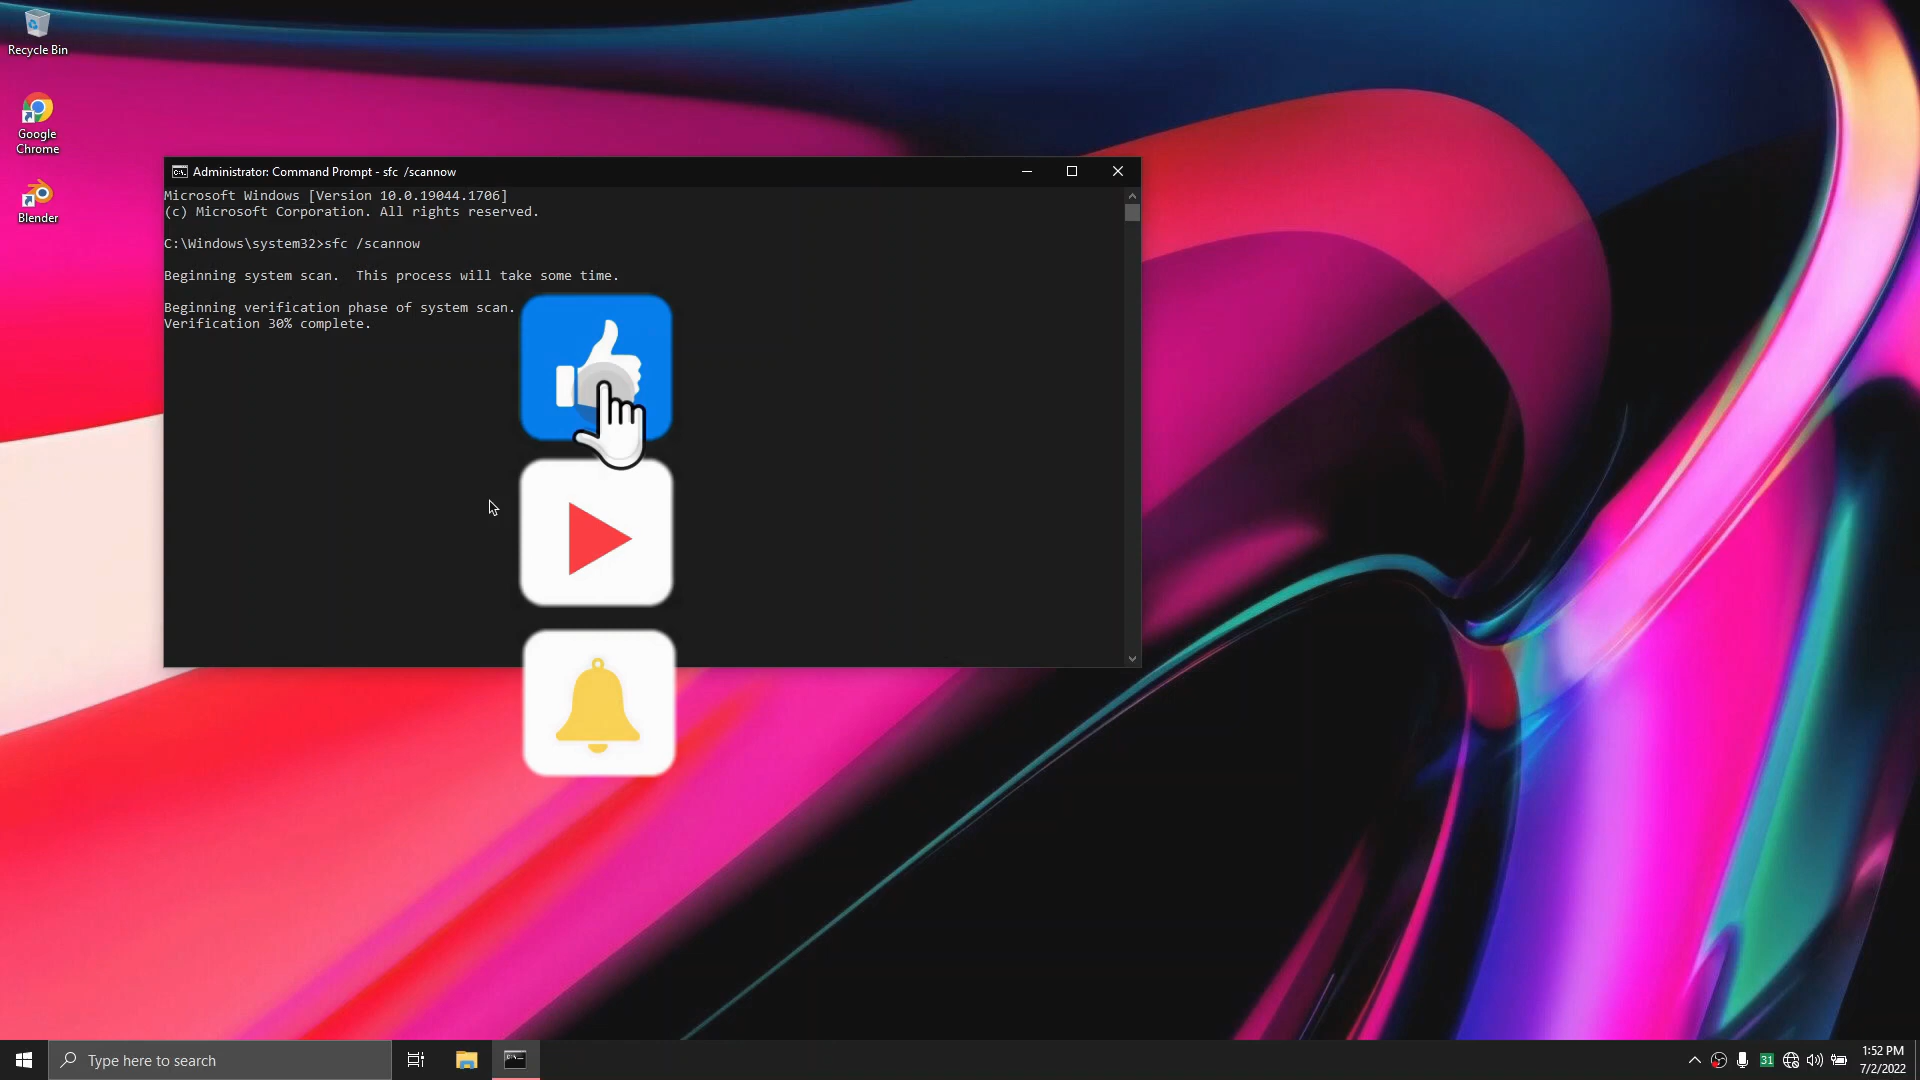 Recycle Bin
Google
Chrome
Blender
Administrator: Command Prompt - sfc  /scannow
Microsoft Windows [Version 10.0.19044.1706]
(c) Microsoft Corporation. All rights reserved.
C:\Windows\system32>sfc /scannow
Beginning system scan.  This process will take some time.
Beginning verification phase of system scan.
Verification 30% complete.
Type here to search
31
1:52 PM
7/2/2022